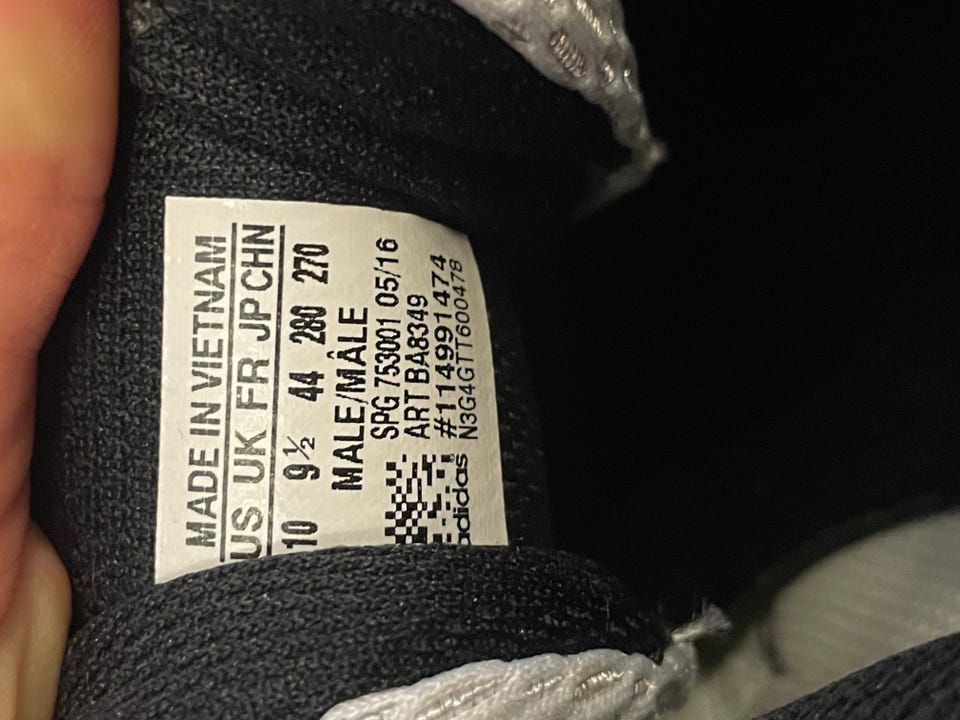 MADE IN VIETNAM
US UK FR JP CHN
10 9½ 44 280 270
MALE/MÂLE
SPG 753001 05/16
ART BA8349
#114991474
adidas N3G4GTT600478